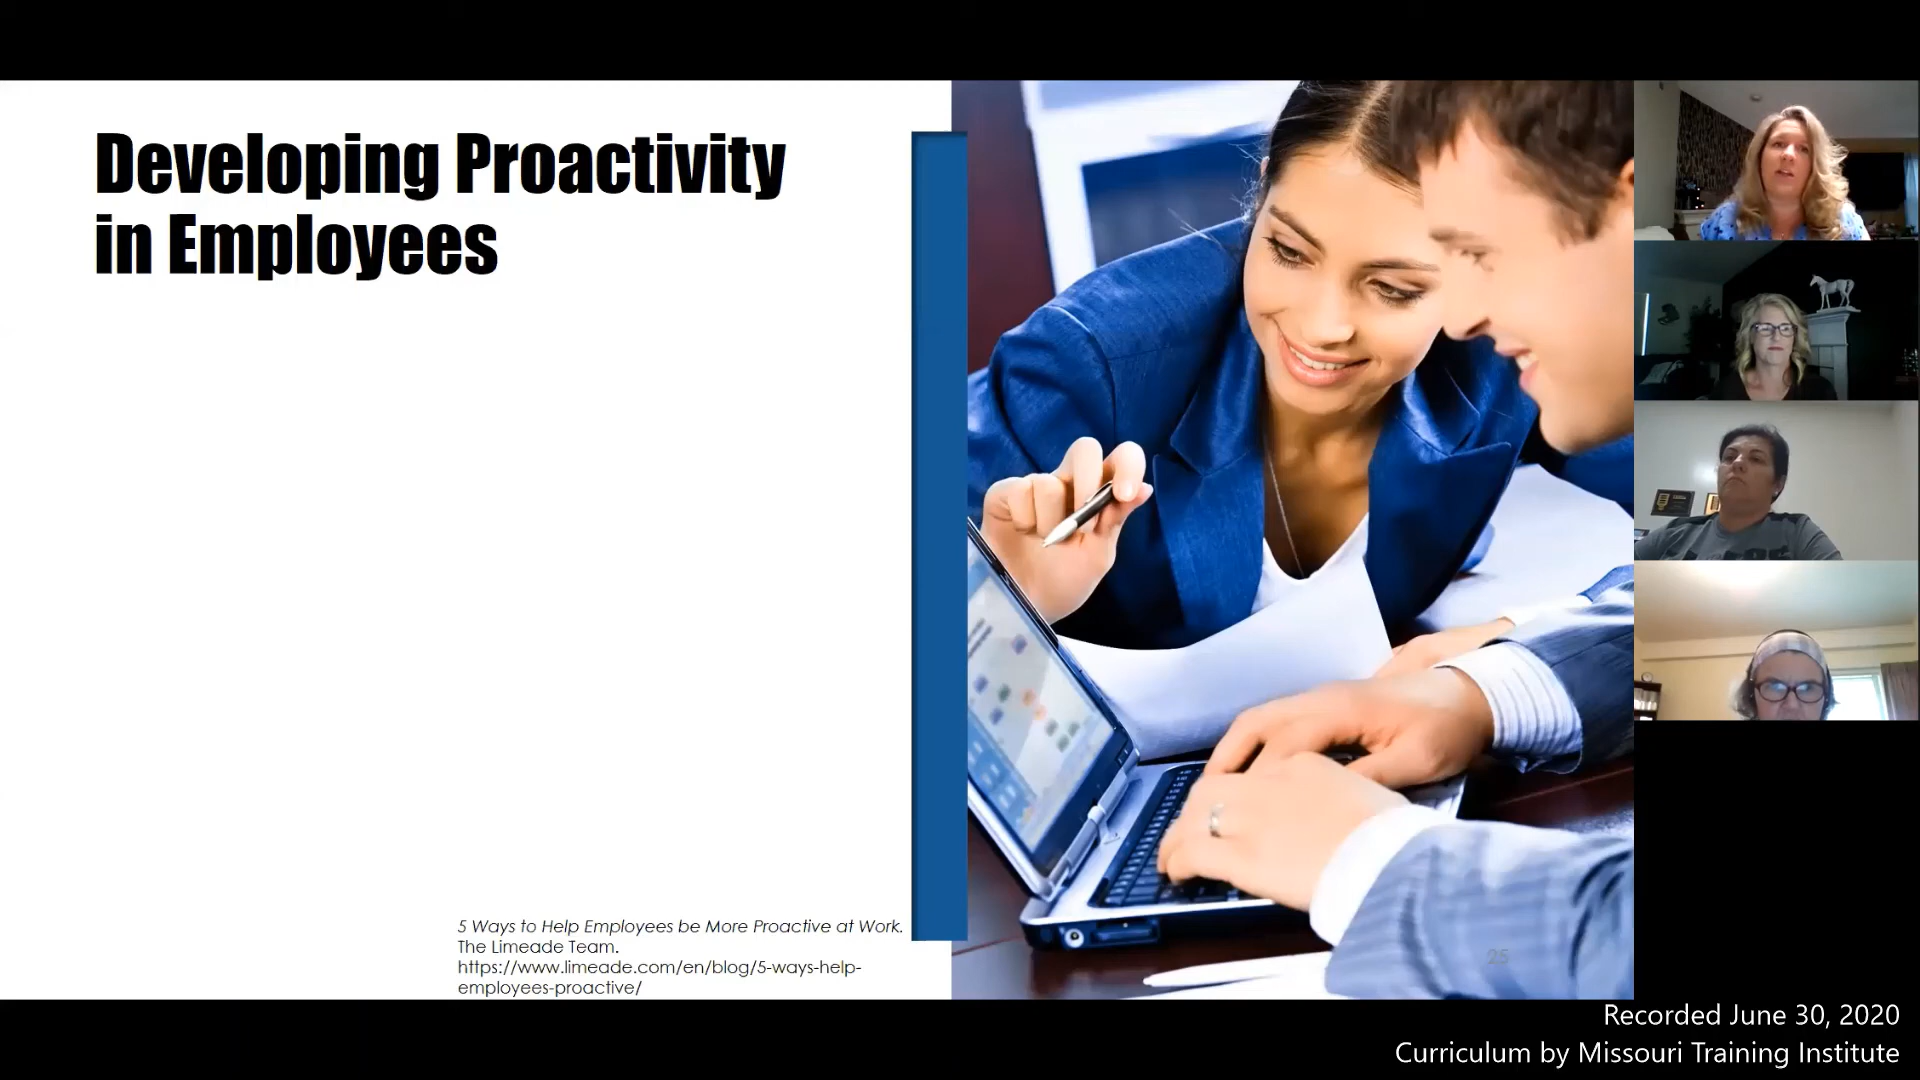 Developing Proactivity
in Employees
5 Ways to Help Employees be More Proactive at Work.
The Limeade Team.
https://www.limeade.com/en/blog/5-ways-help-
employees-proactive/
25
Recorded June 30, 2020
Curriculum by Missouri Training Institute